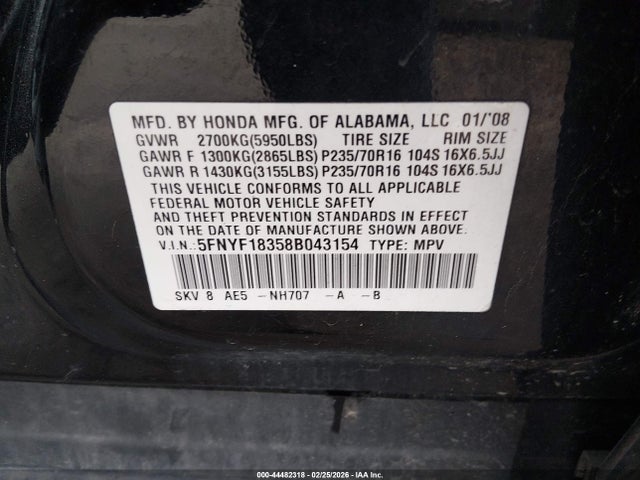 MFD. BY HONDA MFG. OF ALABAMA, LLC 01/'08
GVWR 2700KG(5950LBS) TIRE SIZE RIM SIZE
GAWR F 1300KG(2865LBS)P235/70R16 104S 16X6.5JJ
GAWR R 1430KG(3155LBS)P235/70R16 104S 16X6.5JJ
THIS VEHICLE CONFORMS TO ALL APPLICABLE
FEDERAL MOTOR VEHICLE SAFETY
AND THEFT PREVENTION STANDARDS IN EFFECT
ON THE DATE OF MANUFACTURE SHOWN ABOVE.
V.I.N.: 5FNYF18358B043154 TYPE: MPV
SKV 8 AE5 -NH707 -A -B
000-44482318 - 02/25/2026 - IAA Inc.